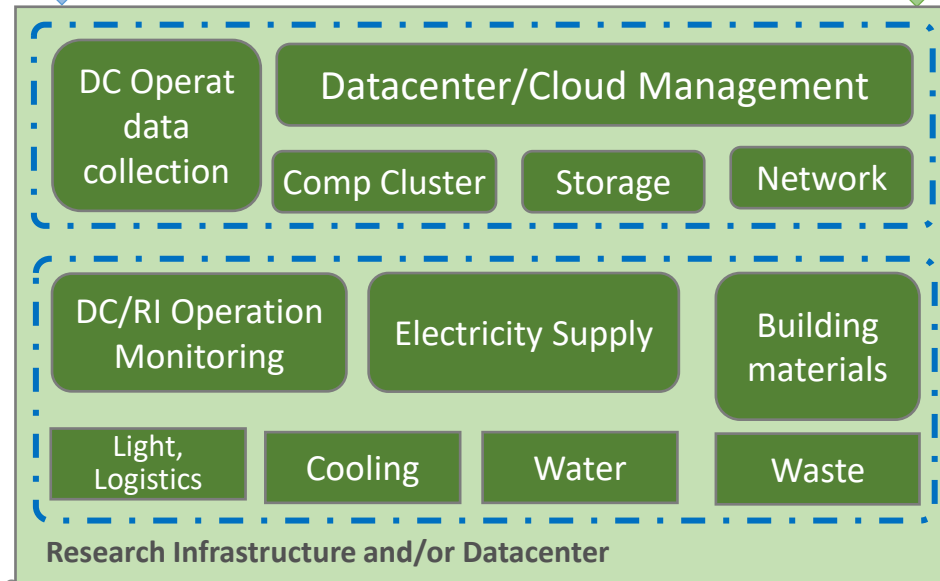 DC Operat
data
collection
Datacenter/Cloud Management
Comp Cluster
Storage
Network
DC/RI Operation
Monitoring
Electricity Supply
Building
materials
Light,
Logistics
Cooling
Water
Waste
Research Infrastructure and/or Datacenter